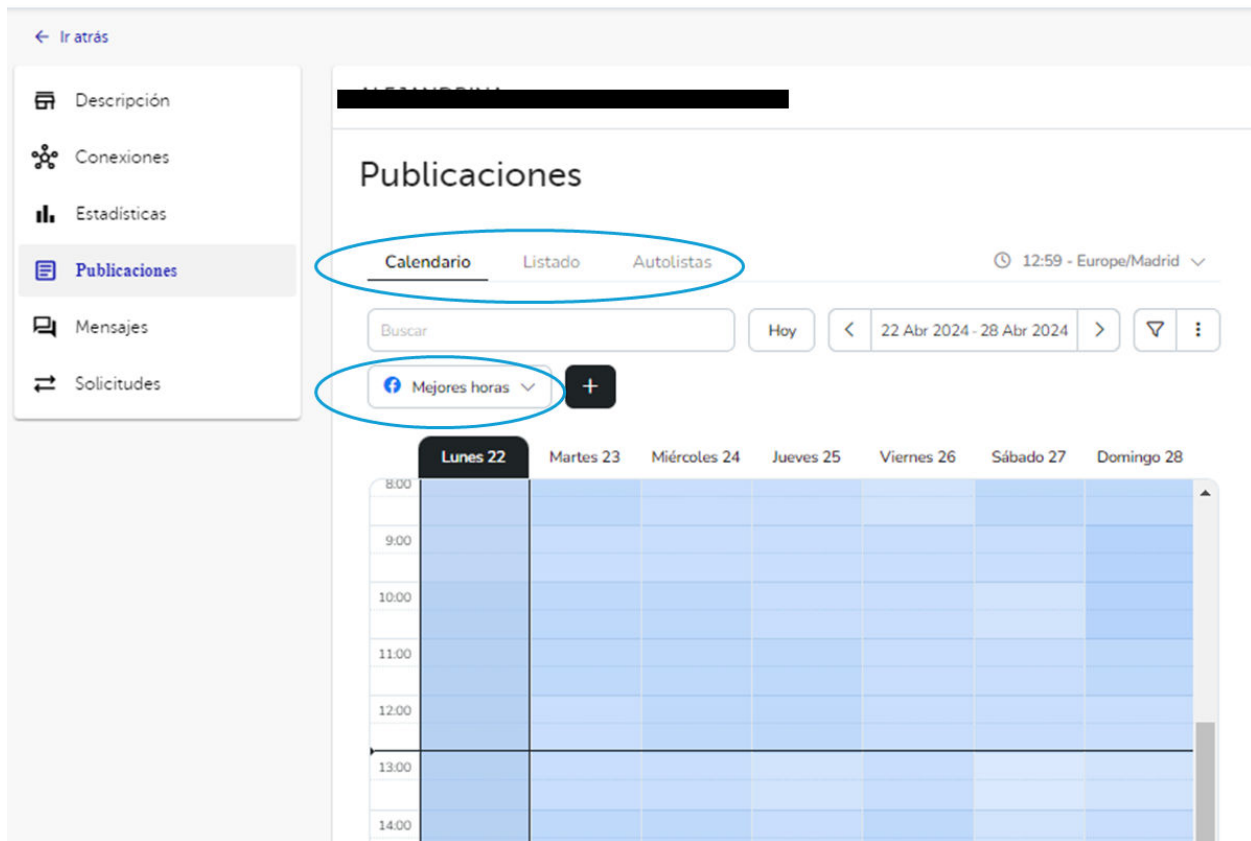 Ir atrás
Descripción
Conexiones
Estadísticas
Publicaciones
Mensajes
Solicitudes
Publicaciones
Calendario Listado Autolistas 12:59 - Europe/Madrid
Buscar Hoy 22 Abr 2024 - 28 Abr 2024
Mejores horas +
Lunes 22 Martes 23 Miércoles 24 Jueves 25 Viernes 26 Sábado 27 Domingo 28
8:00
9:00
10:00
11:00
12:00
13:00
14:00